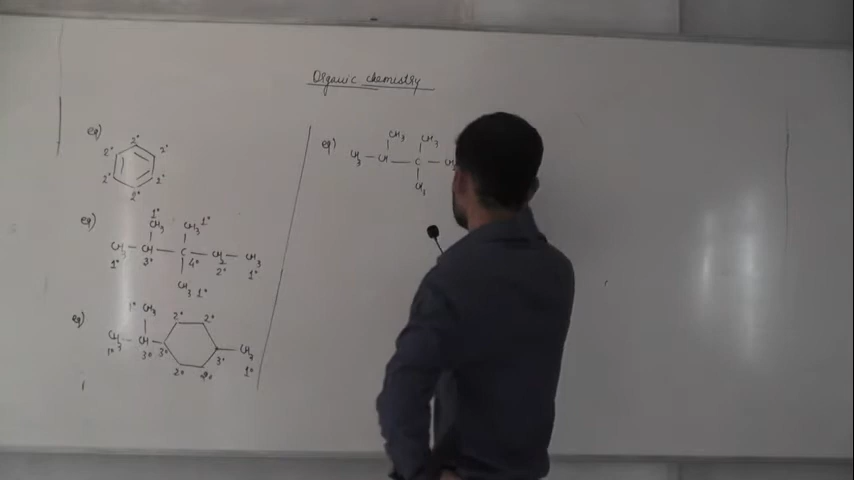 Organic chemistry
eg)
2°
2° 2°
2° 2°
2°
eg)
1° 1°
CH3 CH3
CH3 - CH - C - CH2 - CH3
1° 3° 4° 2° 1°
CH3 1°
eg)
1° CH3 2° 2°
CH3 - CH - 3° 3° - CH3
1° 3° 2° 2° 1°
eg)
CH3 CH3
CH3 - CH - C -
CH3